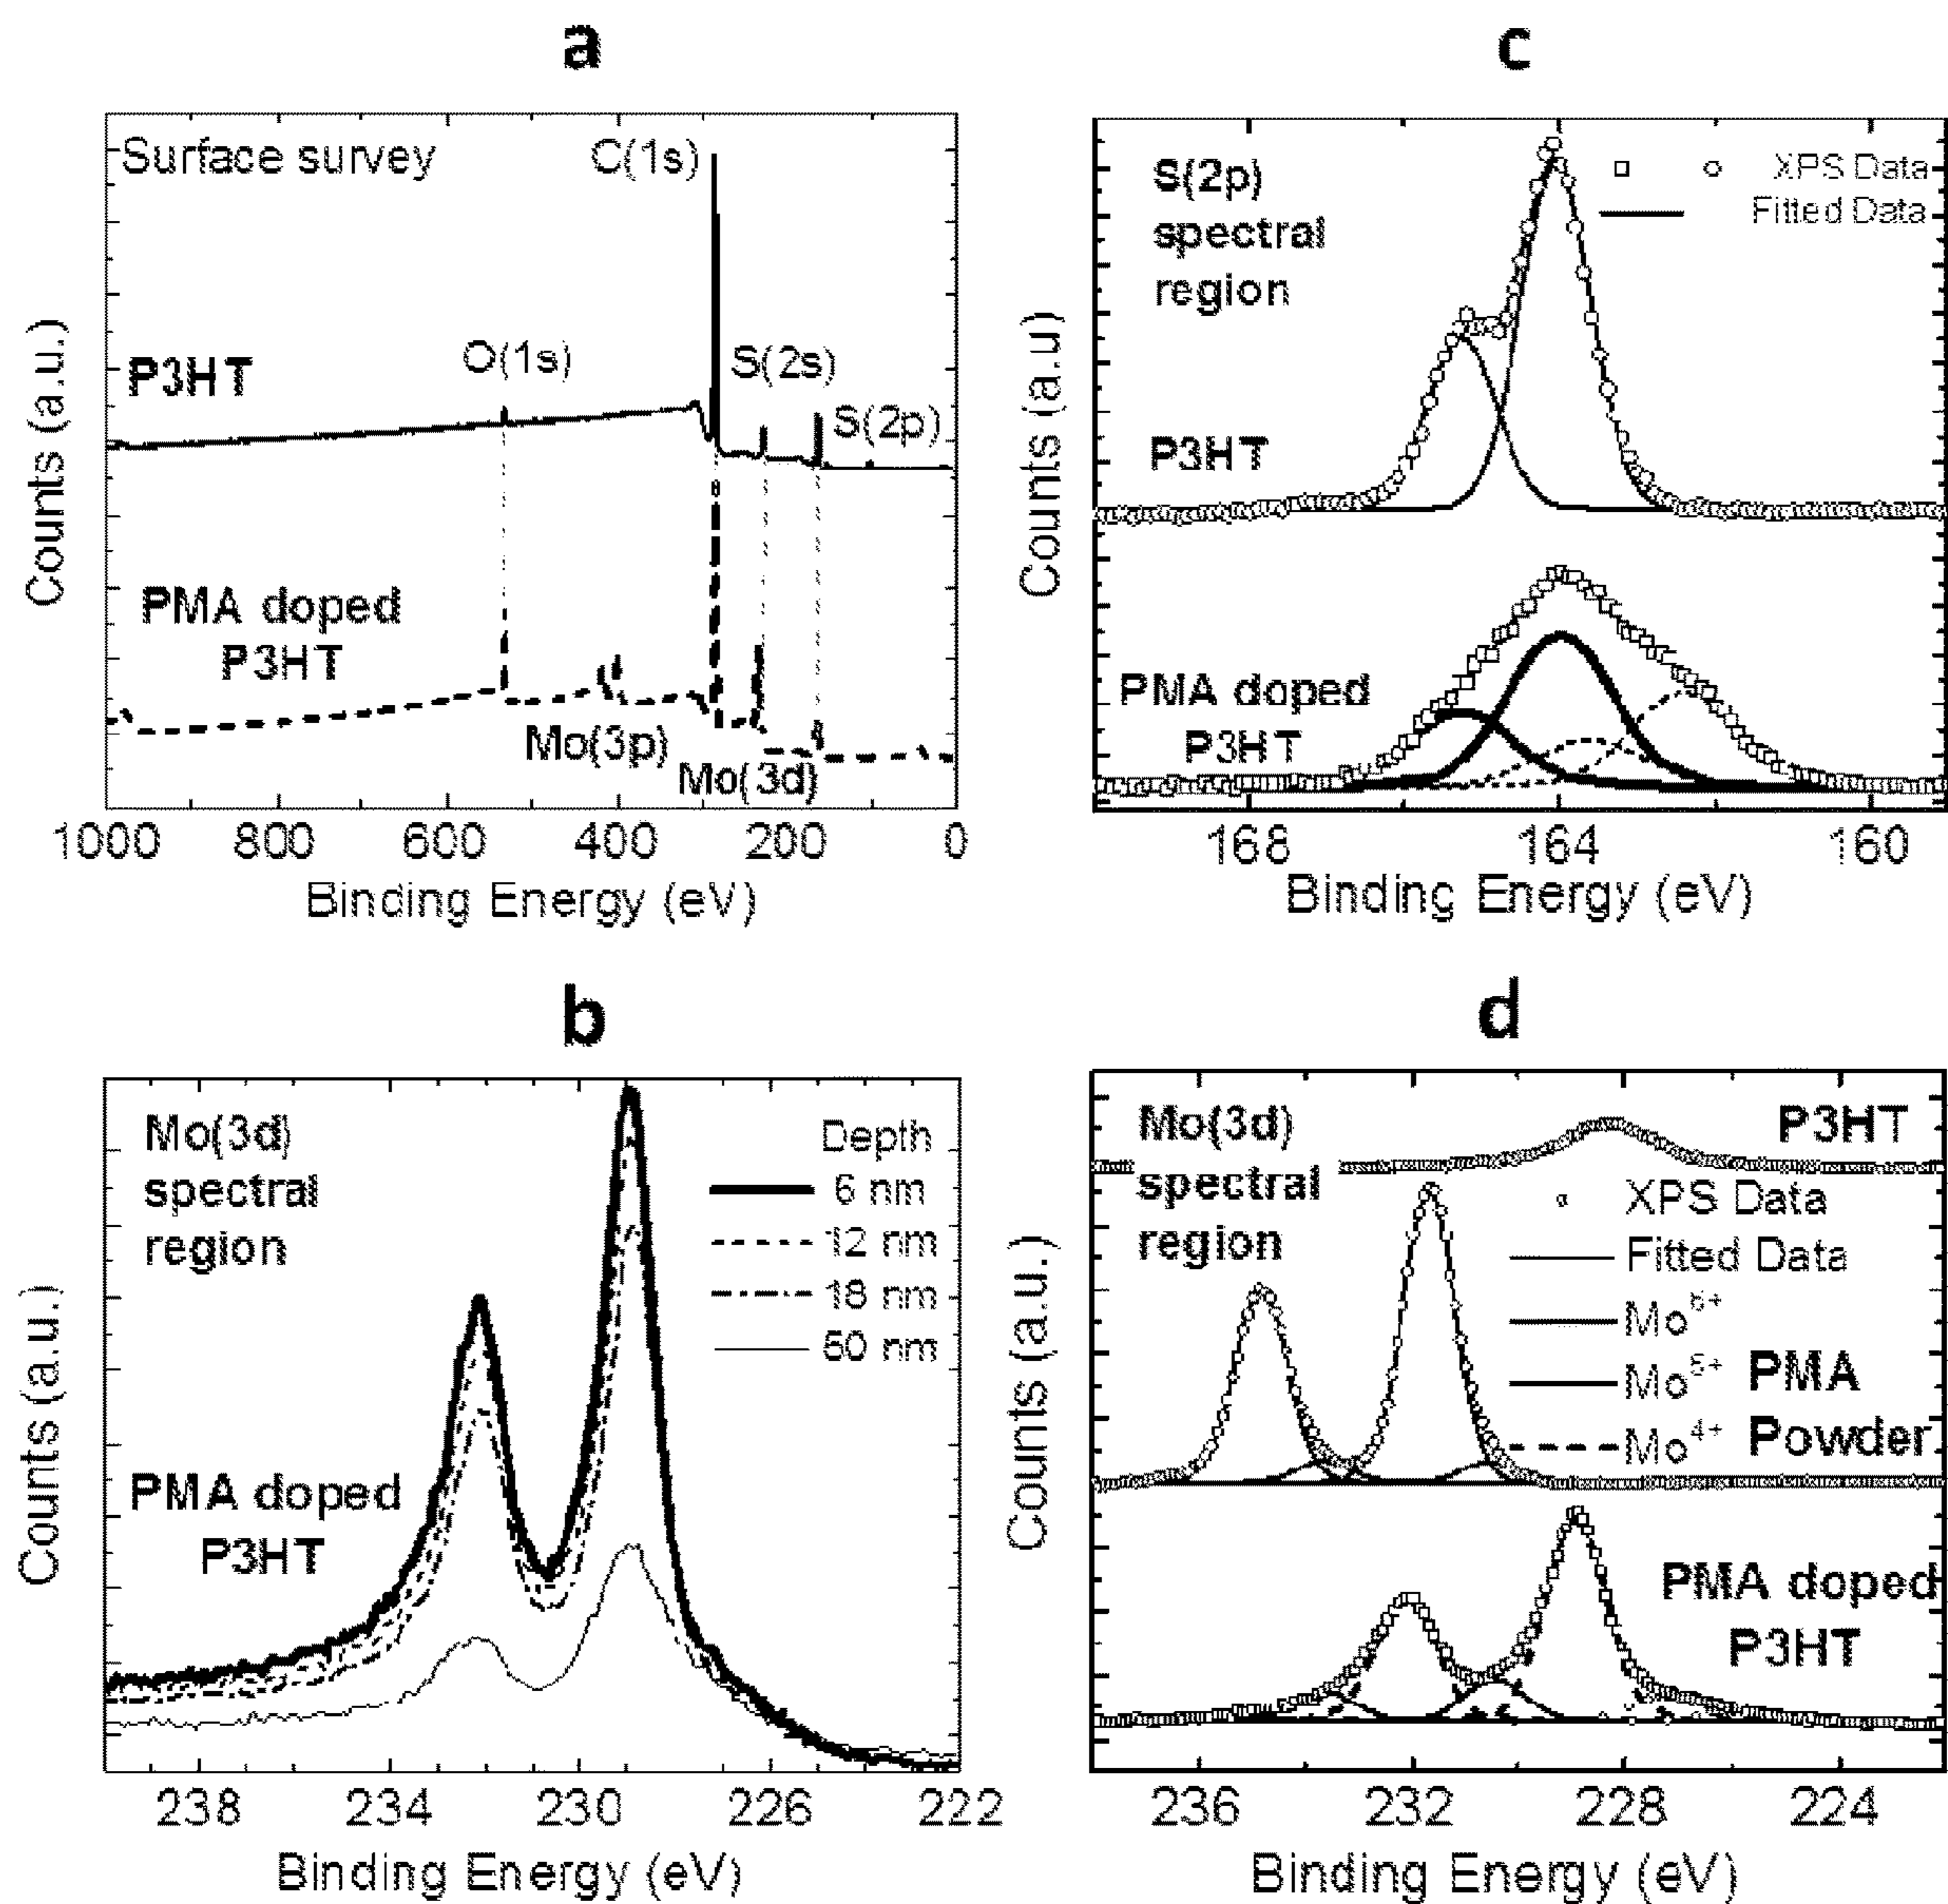 a
Surface survey
C(1s)
O(1s)
S(2s)
P3HT
S(2p)
PMA doped
P3HT
Mo(3p)
Mo(3d)
Counts (a.u.)
1000 800 600 400 200 0
Binding Energy (eV)
c
S(2p)
spectral
region
XPS Data
Fitted Data
P3HT
PMA doped
P3HT
Counts (a.u)
168 164 160
Binding Energy (eV)
b
Mo(3d)
spectral
region
Depth
6 nm
12 nm
18 nm
50 nm
PMA doped
P3HT
Counts (a.u.)
238 234 230 226 222
Binding Energy (eV)
d
Mo(3d)
spectral
region
P3HT
XPS Data
Fitted Data
Mo6+
Mo5+ PMA
Mo4+ Powder
PMA doped
P3HT
Counts (a.u.)
236 232 228 224
Binding Energy (eV)